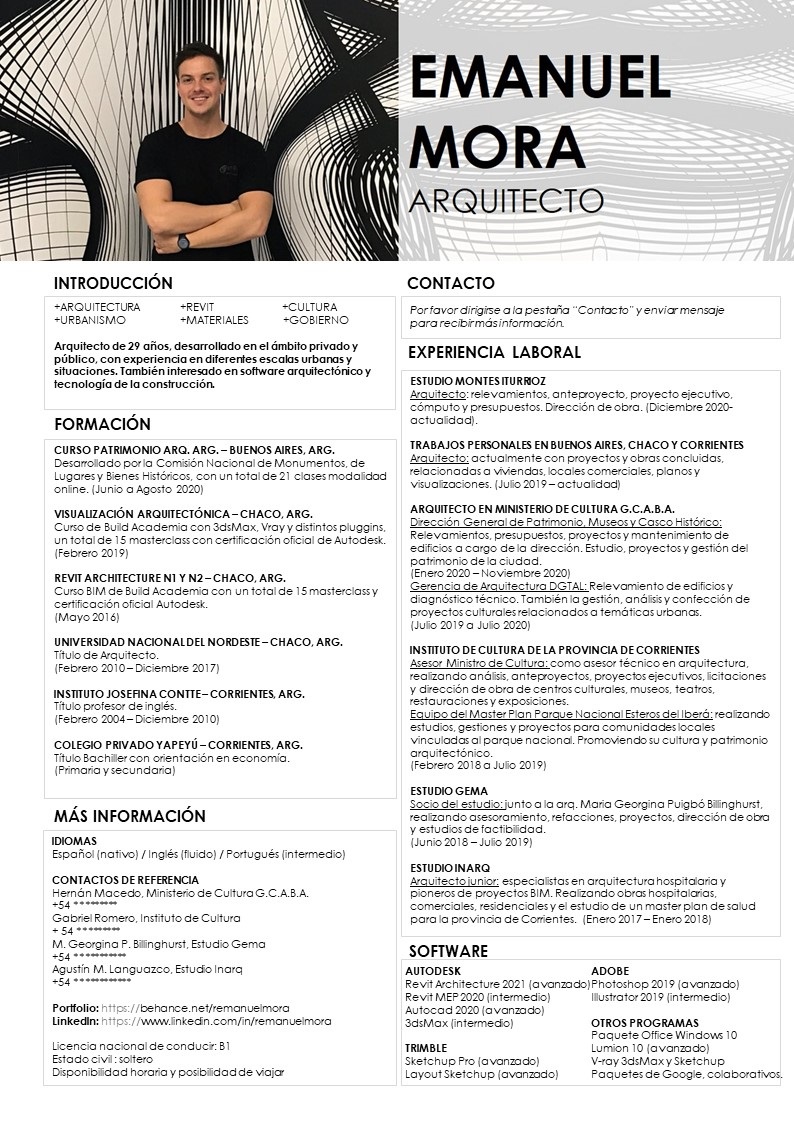 EMANUEL
MORA
ARQUITECTO
INTRODUCCIÓN
+ARQUITECTURA +REVIT +CULTURA
+URBANISMO +MATERIALES +GOBIERNO
Arquitecto de 29 años, desarrollado en el ámbito privado y
público, con experiencia en diferentes escalas urbanas y
situaciones. También interesado en software arquitectónico y
tecnología de la construcción.
FORMACIÓN
CURSO PATRIMONIO ARQ. ARG. – BUENOS AIRES, ARG.
Desarrollado por la Comisión Nacional de Monumentos, de
Lugares y Bienes Históricos, con un total de 21 clases modalidad
online. (Junio a Agosto 2020)
VISUALIZACIÓN ARQUITECTÓNICA – CHACO, ARG.
Curso de Build Academia con 3dsMax, Vray y distintos pluggins,
un total de 15 masterclass con certificación oficial de Autodesk.
(Febrero 2019)
REVIT ARCHITECTURE N1 Y N2 – CHACO, ARG.
Curso BIM de Build Academia con un total de 15 masterclass y
certificación oficial Autodesk.
(Mayo 2016)
UNIVERSIDAD NACIONAL DEL NORDESTE – CHACO, ARG.
Título de Arquitecto.
(Febrero 2010 – Diciembre 2017)
INSTITUTO JOSEFINA CONTTE – CORRIENTES, ARG.
Título profesor de inglés.
(Febrero 2004 – Diciembre 2010)
COLEGIO PRIVADO YAPEYÚ – CORRIENTES, ARG.
Título Bachiller con orientación en economía.
(Primaria y secundaria)
MÁS INFORMACIÓN
IDIOMAS
Español (nativo) / Inglés (fluido) / Portugués (intermedio)
CONTACTOS DE REFERENCIA
Hernán Macedo, Ministerio de Cultura G.C.A.B.A.
+54 *********
Gabriel Romero, Instituto de Cultura
+ 54 *********
M. Georgina P. Billinghurst, Estudio Gema
+54 ***********
Agustín M. Languazco, Estudio Inarq
+54 ************
Portfolio: https://behance.net/remanuelmora
LinkedIn: https://www.linkedin.com/in/remanuelmora
Licencia nacional de conducir: B1
Estado civil : soltero
Disponibilidad horaria y posibilidad de viajar
CONTACTO
Por favor dirigirse a la pestaña “Contacto” y enviar mensaje
para recibir más información.
EXPERIENCIA LABORAL
ESTUDIO MONTES ITURRIOZ
Arquitecto: relevamientos, anteproyecto, proyecto ejecutivo,
cómputo y presupuestos. Dirección de obra. (Diciembre 2020-
actualidad).
TRABAJOS PERSONALES EN BUENOS AIRES, CHACO Y CORRIENTES
Arquitecto: actualmente con proyectos y obras concluidas,
relacionadas a viviendas, locales comerciales, planos y
visualizaciones. (Julio 2019 – actualidad)
ARQUITECTO EN MINISTERIO DE CULTURA G.C.A.B.A.
Dirección General de Patrimonio, Museos y Casco Histórico:
Relevamientos, presupuestos, proyectos y mantenimiento de
edificios a cargo de la dirección. Estudio, proyectos y gestión del
patrimonio de la ciudad.
(Enero 2020 – Noviembre 2020)
Gerencia de Arquitectura DGTAL: Relevamiento de edificios y
diagnóstico técnico. También la gestión, análisis y confección de
proyectos culturales relacionados a temáticas urbanas.
(Julio 2019 a Julio 2020)
INSTITUTO DE CULTURA DE LA PROVINCIA DE CORRIENTES
Asesor Ministro de Cultura: como asesor técnico en arquitectura,
realizando análisis, anteproyectos, proyectos ejecutivos, licitaciones
y dirección de obra de centros culturales, museos, teatros,
restauraciones y exposiciones.
Equipo del Master Plan Parque Nacional Esteros del Iberá: realizando
estudios, gestiones y proyectos para comunidades locales
vinculadas al parque nacional. Promoviendo su cultura y patrimonio
arquitectónico.
(Febrero 2018 a Julio 2019)
ESTUDIO GEMA
Socio del estudio: junto a la arq. Maria Georgina Puigbó Billinghurst,
realizando asesoramiento, refacciones, proyectos, dirección de obra
y estudios de factibilidad.
(Junio 2018 – Julio 2019)
ESTUDIO INARQ
Arquitecto junior: especialistas en arquitectura hospitalaria y
pioneros de proyectos BIM. Realizando obras hospitalarias,
comerciales, residenciales y el estudio de un master plan de salud
para la provincia de Corrientes. (Enero 2017 – Enero 2018)
SOFTWARE
AUTODESK
Revit Architecture 2021 (avanzado)
Revit MEP 2020 (intermedio)
Autocad 2020 (avanzado)
3dsMax (intermedio)
TRIMBLE
Sketchup Pro (avanzado)
Layout Sketchup (avanzado)
ADOBE
Photoshop 2019 (avanzado)
Illustrator 2019 (intermedio)
OTROS PROGRAMAS
Paquete Office Windows 10
Lumion 10 (avanzado)
V-ray 3dsMax y Sketchup
Paquetes de Google, colaborativos.